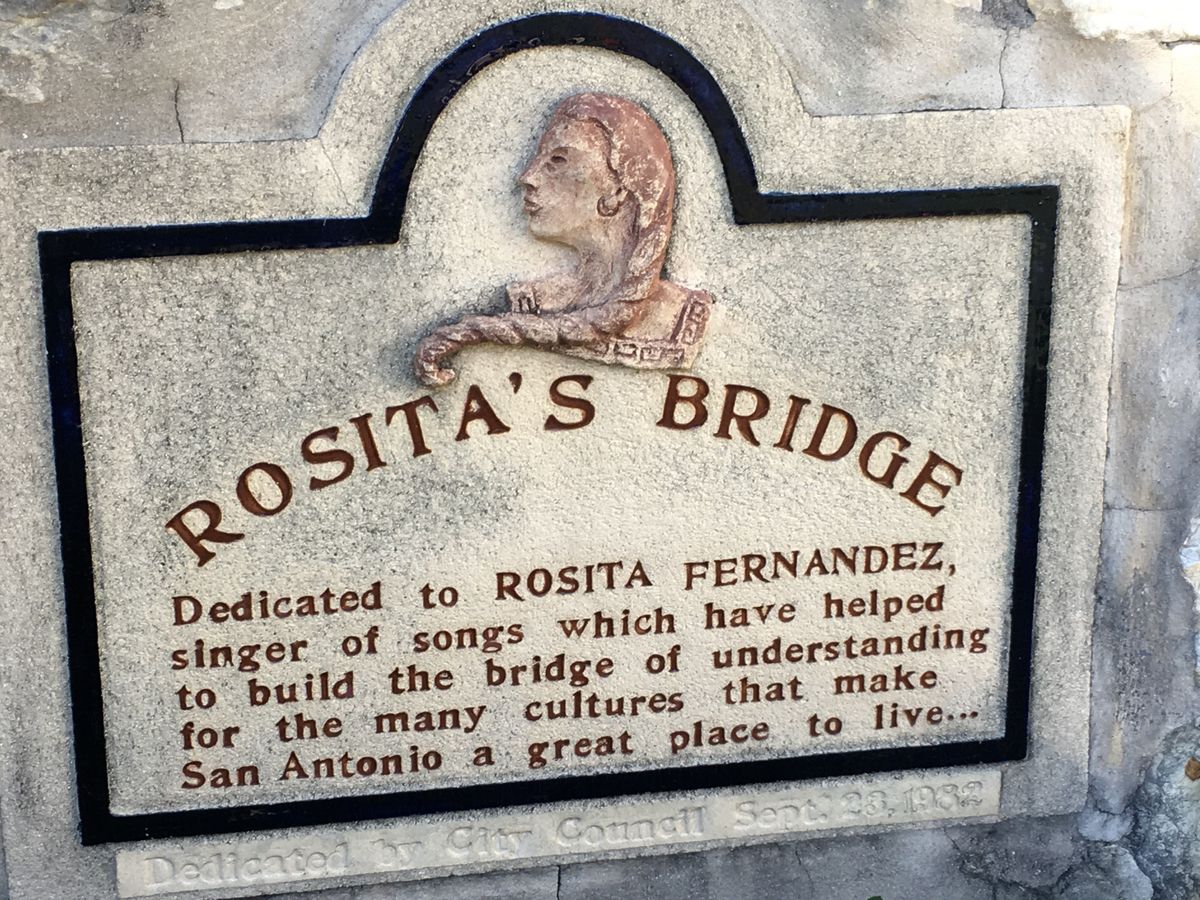 ROSITA'S BRIDGE
Dedicated to ROSITA FERNANDEZ,
singer of songs which have helped
to build the bridge of understanding
for the many cultures that make
San Antonio a great place to live...
Dedicated by City Council Sept. 23, 1982